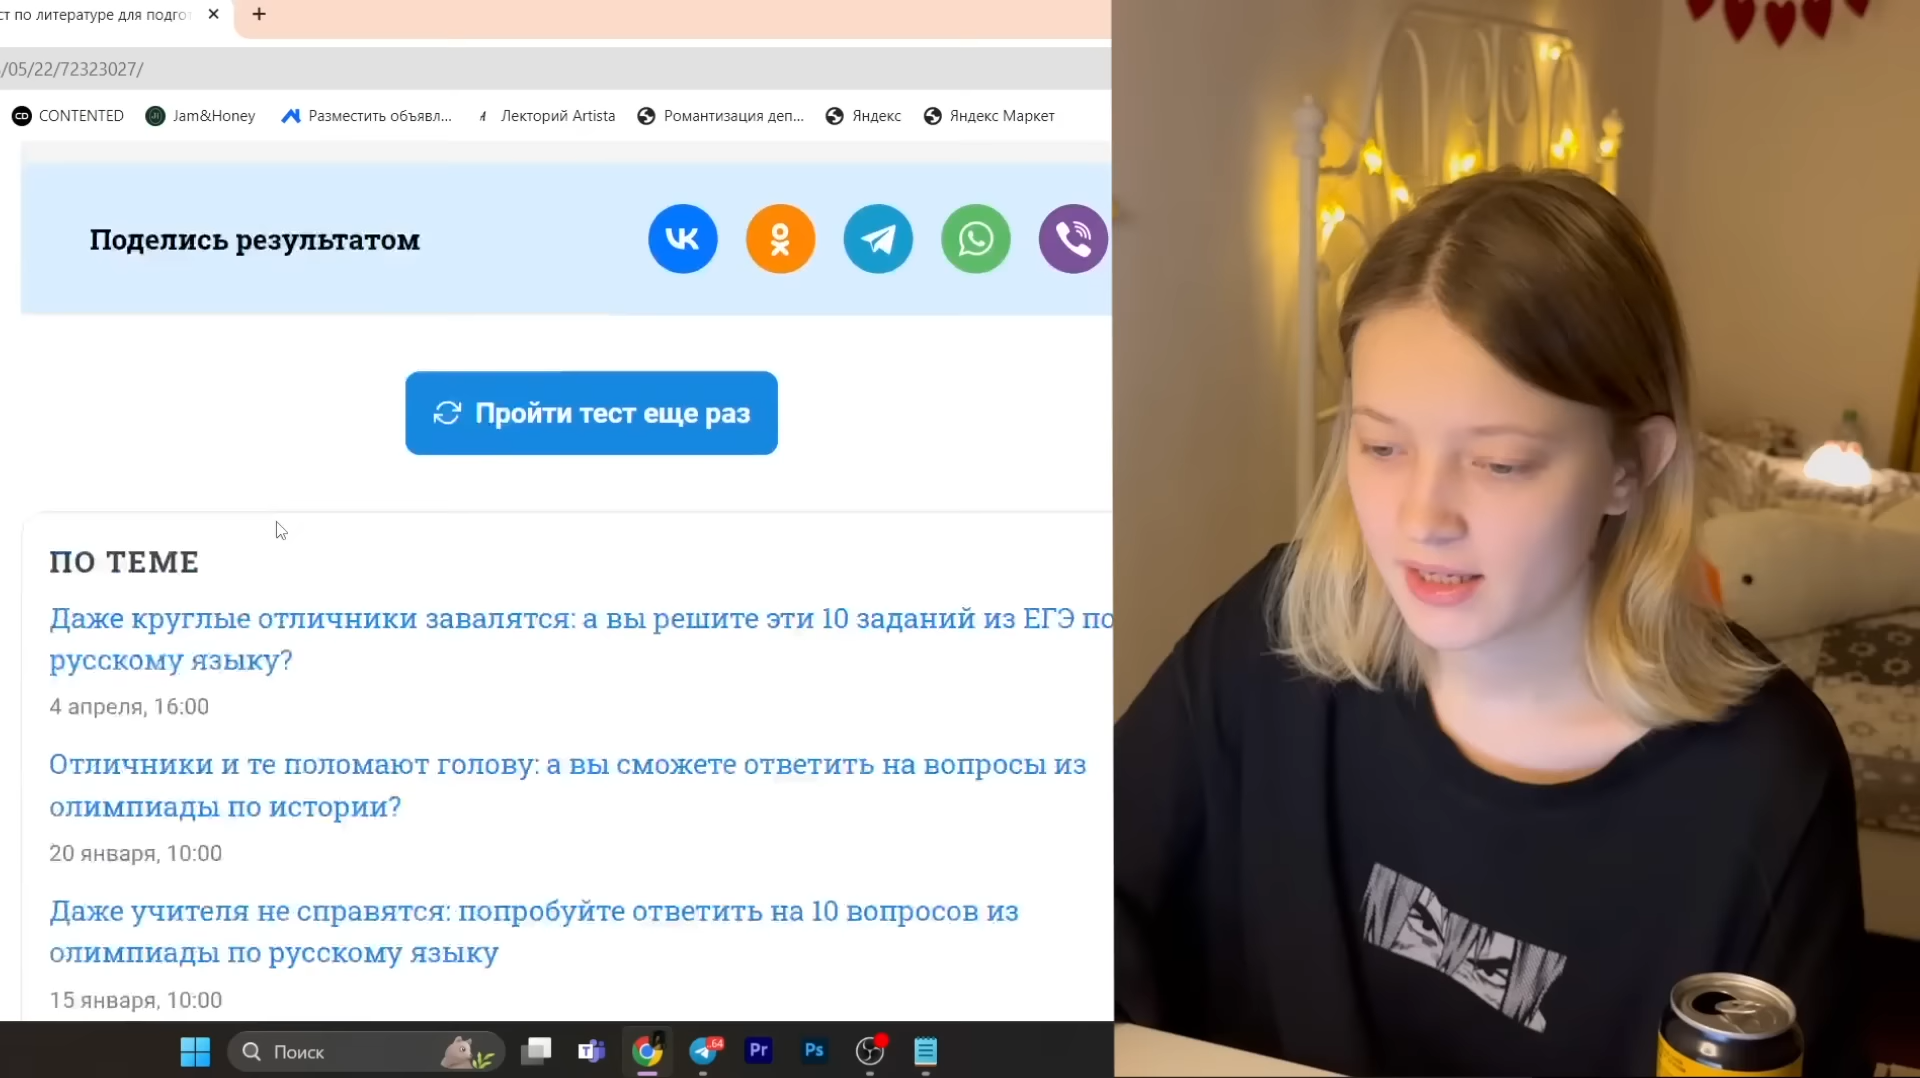 ст по литературе для подго
/05/22/72323027/
CONTENTED
Jam&Honey
Разместить объявл...
Лекторий Artista
Романтизация деп...
Яндекс
Яндекс Маркет
Поделись результатом
Пройти тест еще раз
ПО ТЕМЕ
Даже круглые отличники завалятся: а вы решите эти 10 заданий из ЕГЭ по
русскому языку?
4 апреля, 16:00
Отличники и те поломают голову: а вы сможете ответить на вопросы из
олимпиады по истории?
20 января, 10:00
Даже учителя не справятся: попробуйте ответить на 10 вопросов из
олимпиады по русскому языку
15 января, 10:00
Поиск
64
Pr
Ps